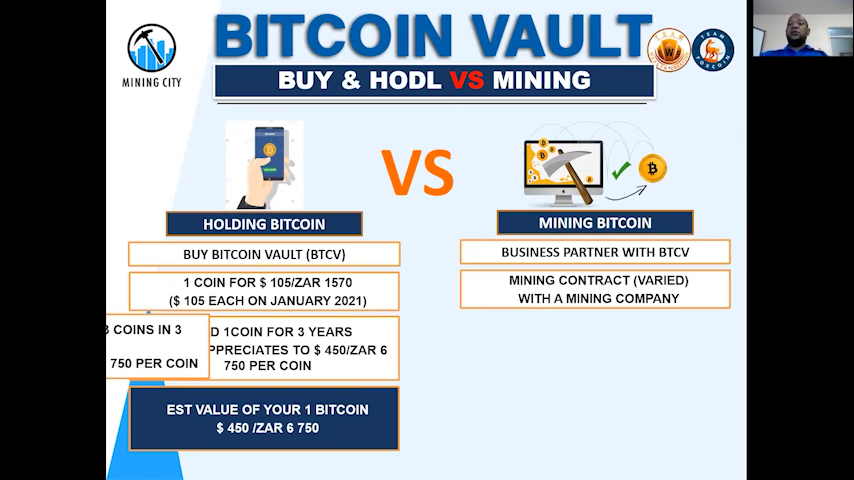 BITCOIN VAULT
BUY & HODL VS MINING
MINING CITY
TEAM
FOXCOIN
VS
HOLDING BITCOIN
BUY BITCOIN VAULT (BTCV)
1 COIN FOR $ 105/ZAR 1570
($ 105 EACH ON JANUARY 2021)
COINS IN 3
750 PER COIN
1COIN FOR 3 YEARS
TO $ 450/ZAR 6
750 PER COIN
EST VALUE OF YOUR 1 BITCOIN
$ 450 /ZAR 6 750
MINING BITCOIN
BUSINESS PARTNER WITH BTCV
MINING CONTRACT (VARIED)
WITH A MINING COMPANY